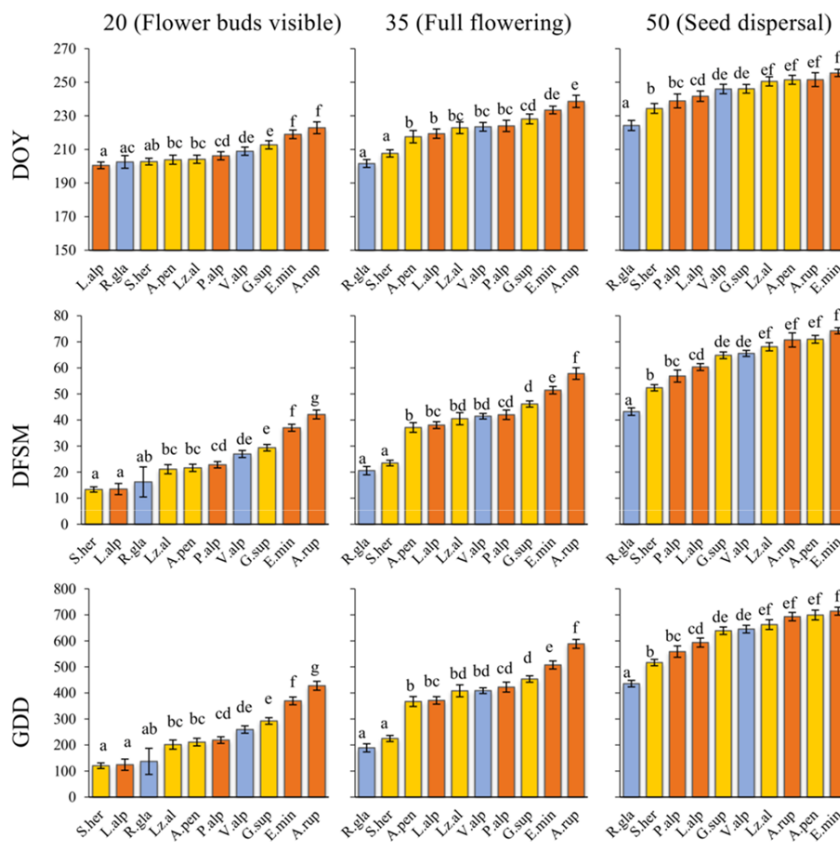 20 (Flower buds visible) 35 (Full flowering) 50 (Seed dispersal)
DOY
270
250
230
210
190
170
150
a ac ab bc bc cd de e f f
L.alp R.gla S.her A.pen Lz.al P.alp V.alp G.sup E.min A.rup
a a b b bc bc bc cd de e
R.gla S.her A.pen L.alp Lz.al V.alp P.alp G.sup E.min A.rup
a b bc cd de de ef ef ef f
R.gla S.her P.alp L.alp V.alp G.sup Lz.al A.pen A.rup E.min
DFSM
80
70
60
50
40
30
20
10
0
a a ab bc bc cd de e f g
S.her L.alp R.gla Lz.al A.pen P.alp V.alp G.sup E.min A.rup
a a b bc bd bd cd d e f
R.gla S.her A.pen L.alp Lz.al V.alp P.alp G.sup E.min A.rup
a b bc cd de de ef ef ef f
R.gla S.her P.alp L.alp G.sup V.alp Lz.al A.rup A.pen E.min
GDD
800
700
600
500
400
300
200
100
0
a a ab bc bc cd de e f g
S.her L.alp R.gla Lz.al A.pen P.alp V.alp G.sup E.min A.rup
a a b bc bd bd cd d e f
R.gla S.her A.pen L.alp Lz.al V.alp P.alp G.sup E.min A.rup
a b bc cd de de ef ef ef f
R.gla S.her P.alp L.alp G.sup V.alp Lz.al A.rup A.pen E.min